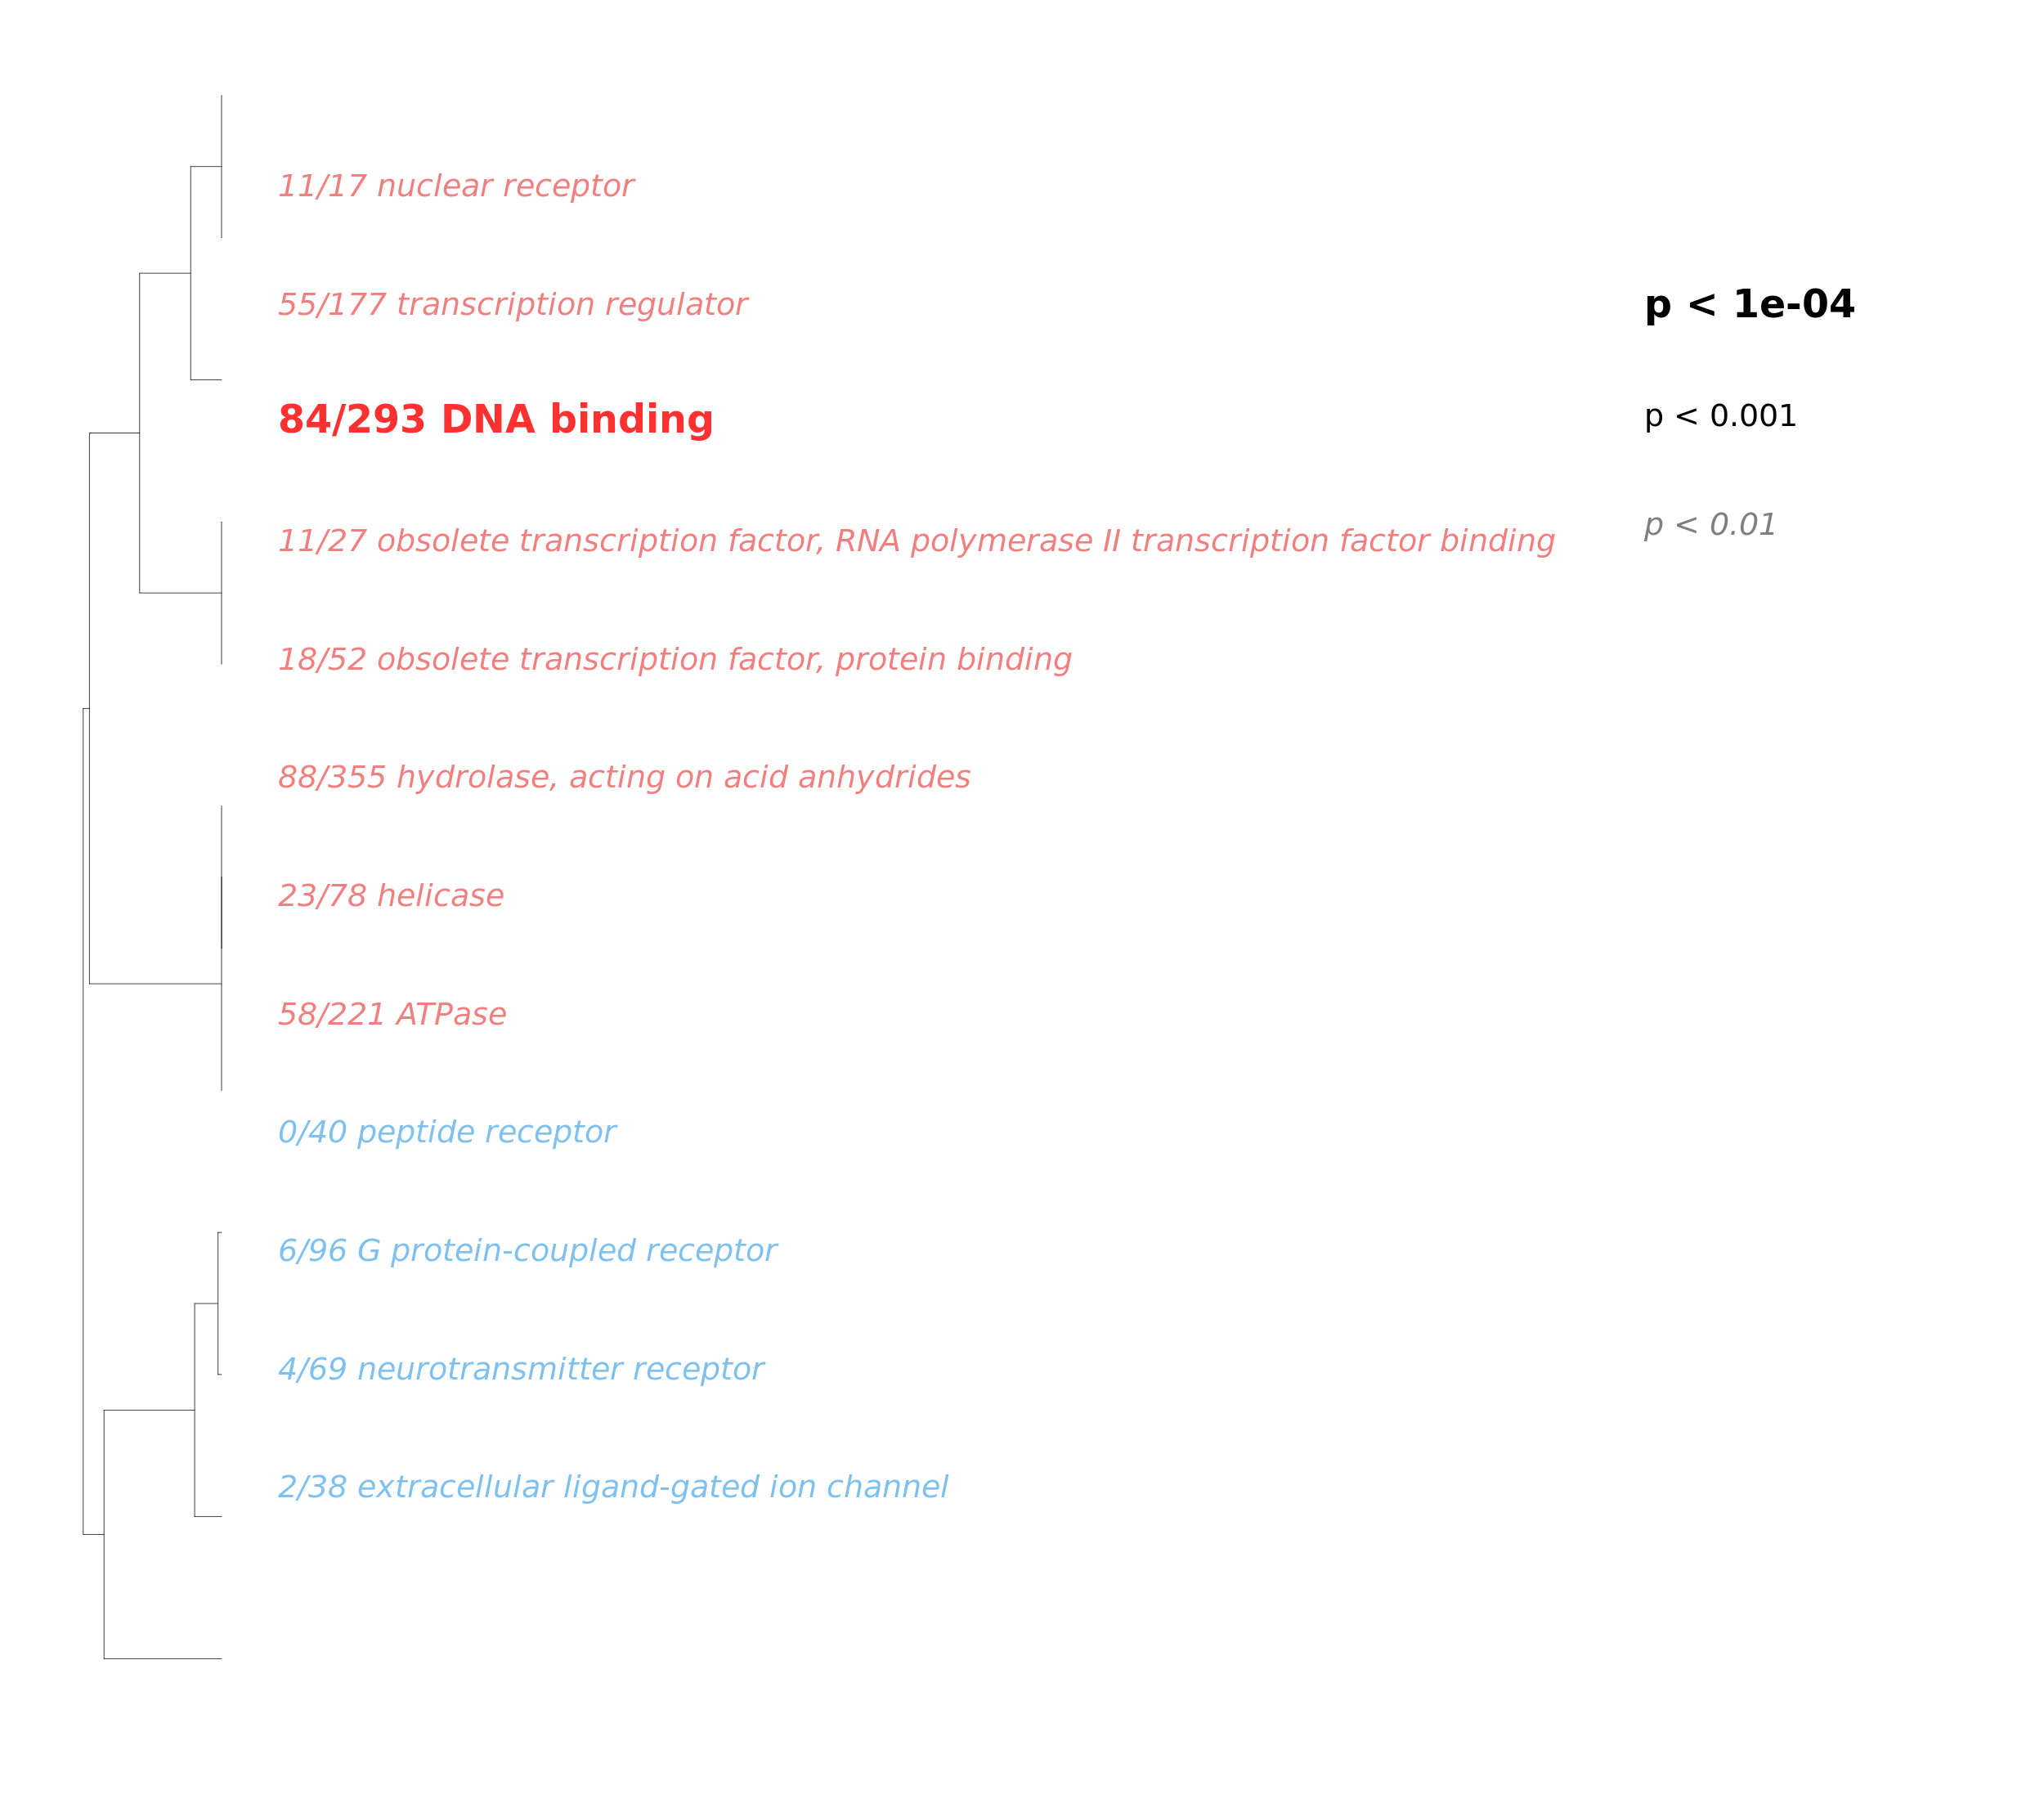 11/17 nuclear receptor
55/177 transcription regulator
p < 1e-04
84/293 DNA binding
p < 0.001
11/27 obsolete transcription factor, RNA polymerase II transcription factor binding
p < 0.01
18/52 obsolete transcription factor, protein binding
88/355 hydrolase, acting on acid anhydrides
23/78 helicase
58/221 ATPase
0/40 peptide receptor
6/96 G protein-coupled receptor
4/69 neurotransmitter receptor
2/38 extracellular ligand-gated ion channel